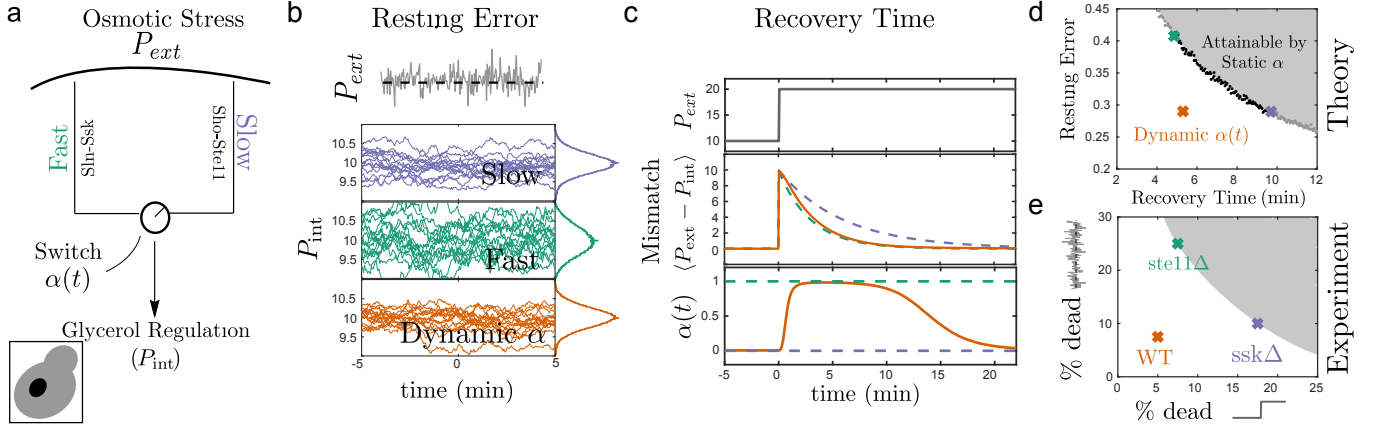 a
Osmotic Stress
P_ext
Fast
Sln-Ssk
Sho-Ste11
Slow
Switch
α(t)
Glycerol Regulation
(P_int)
b
Resting Error
P_ext
P_int
10.5
10
9.5
Slow
10.5
10
9.5
Fast
10.5
10
9.5
Dynamic α
-5
5
time (min)
c
Recovery Time
20
10
P_ext
Mismatch
⟨P_ext − P_int⟩
10
8
6
4
2
0
α(t)
1
0.5
0
-5
0
5
10
15
20
time (min)
d
Resting Error
0.45
0.4
0.35
0.3
0.25
0.2
Attainable by
Static α
Dynamic α(t)
2
4
6
8
10
12
Recovery Time (min)
Theory
e
% dead
30
20
10
0
ste11Δ
WT
sskΔ
0
5
10
15
20
25
% dead
Experiment